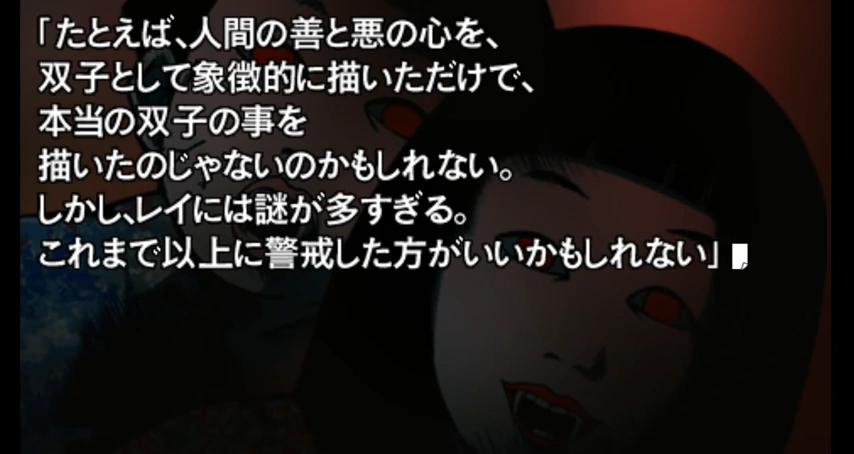 「たとえば、人間の善と悪の心を、
双子として象徴的に描いただけで、
本当の双子の事を
描いたのじゃないのかもしれない。
しかし、レイには謎が多すぎる。
これまで以上に警戒した方がいいかもしれない」